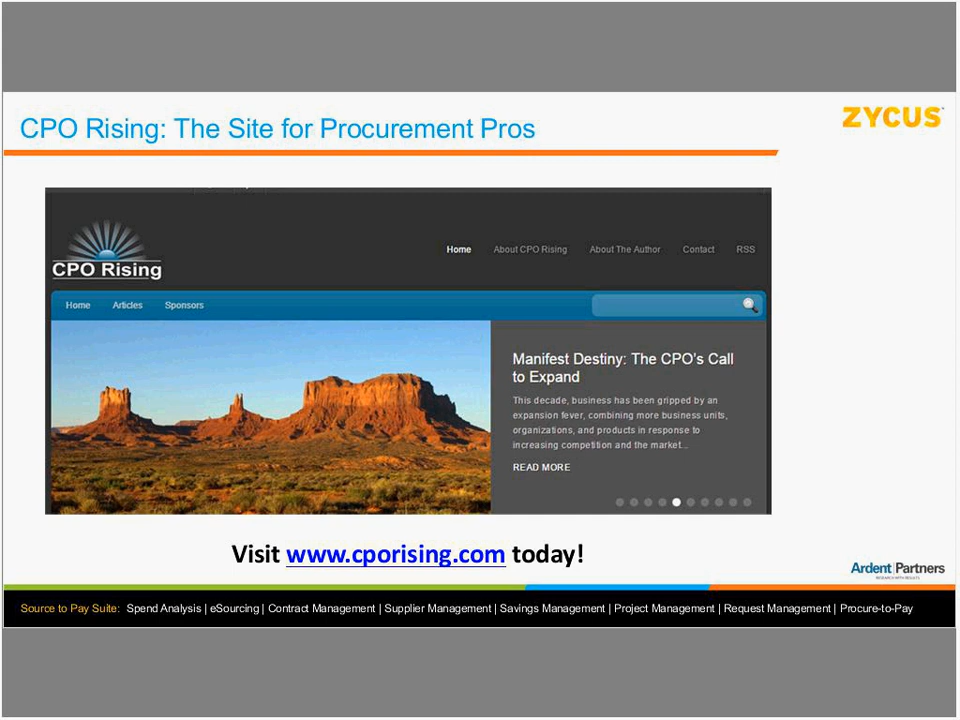 CPO Rising: The Site for Procurement Pros
ZYCUS
CPO Rising
Home About CPO Rising About The Author Contact RSS
Home Articles Sponsors
Manifest Destiny: The CPO's Call
to Expand
This decade, business has been gripped by an
expansion fever, combining more business units,
organizations, and products in response to
increasing competition and the market...
READ MORE
Visit www.cporising.com today!
Ardent|Partners
RESEARCH WITH RESULTS
Source to Pay Suite: Spend Analysis | eSourcing | Contract Management | Supplier Management | Savings Management | Project Management | Request Management | Procure-to-Pay